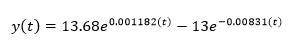 y(t) = 13.68e^{0.001182(t)} − 13e^{−0.00831(t)}